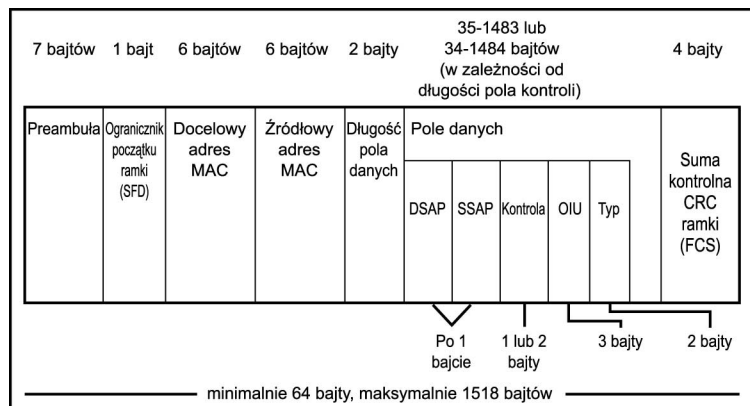 7 bajtów
1 bajt
6 bajtów
6 bajtów
2 bajty
35-1483 lub
34-1484 bajtów
(w zależności od
długości pola kontroli)
4 bajty
Preambuła
Ogranicznik
początku
ramki
(SFD)
Docelowy
adres
MAC
Źródłowy
adres
MAC
Długość
pola
danych
Pole danych
DSAP
SSAP
Kontrola
OIU
Typ
Suma
kontrolna
CRC
ramki
(FCS)
Po 1
bajcie
1 lub 2
bajty
3 bajty
2 bajty
minimalnie 64 bajty, maksymalnie 1518 bajtów